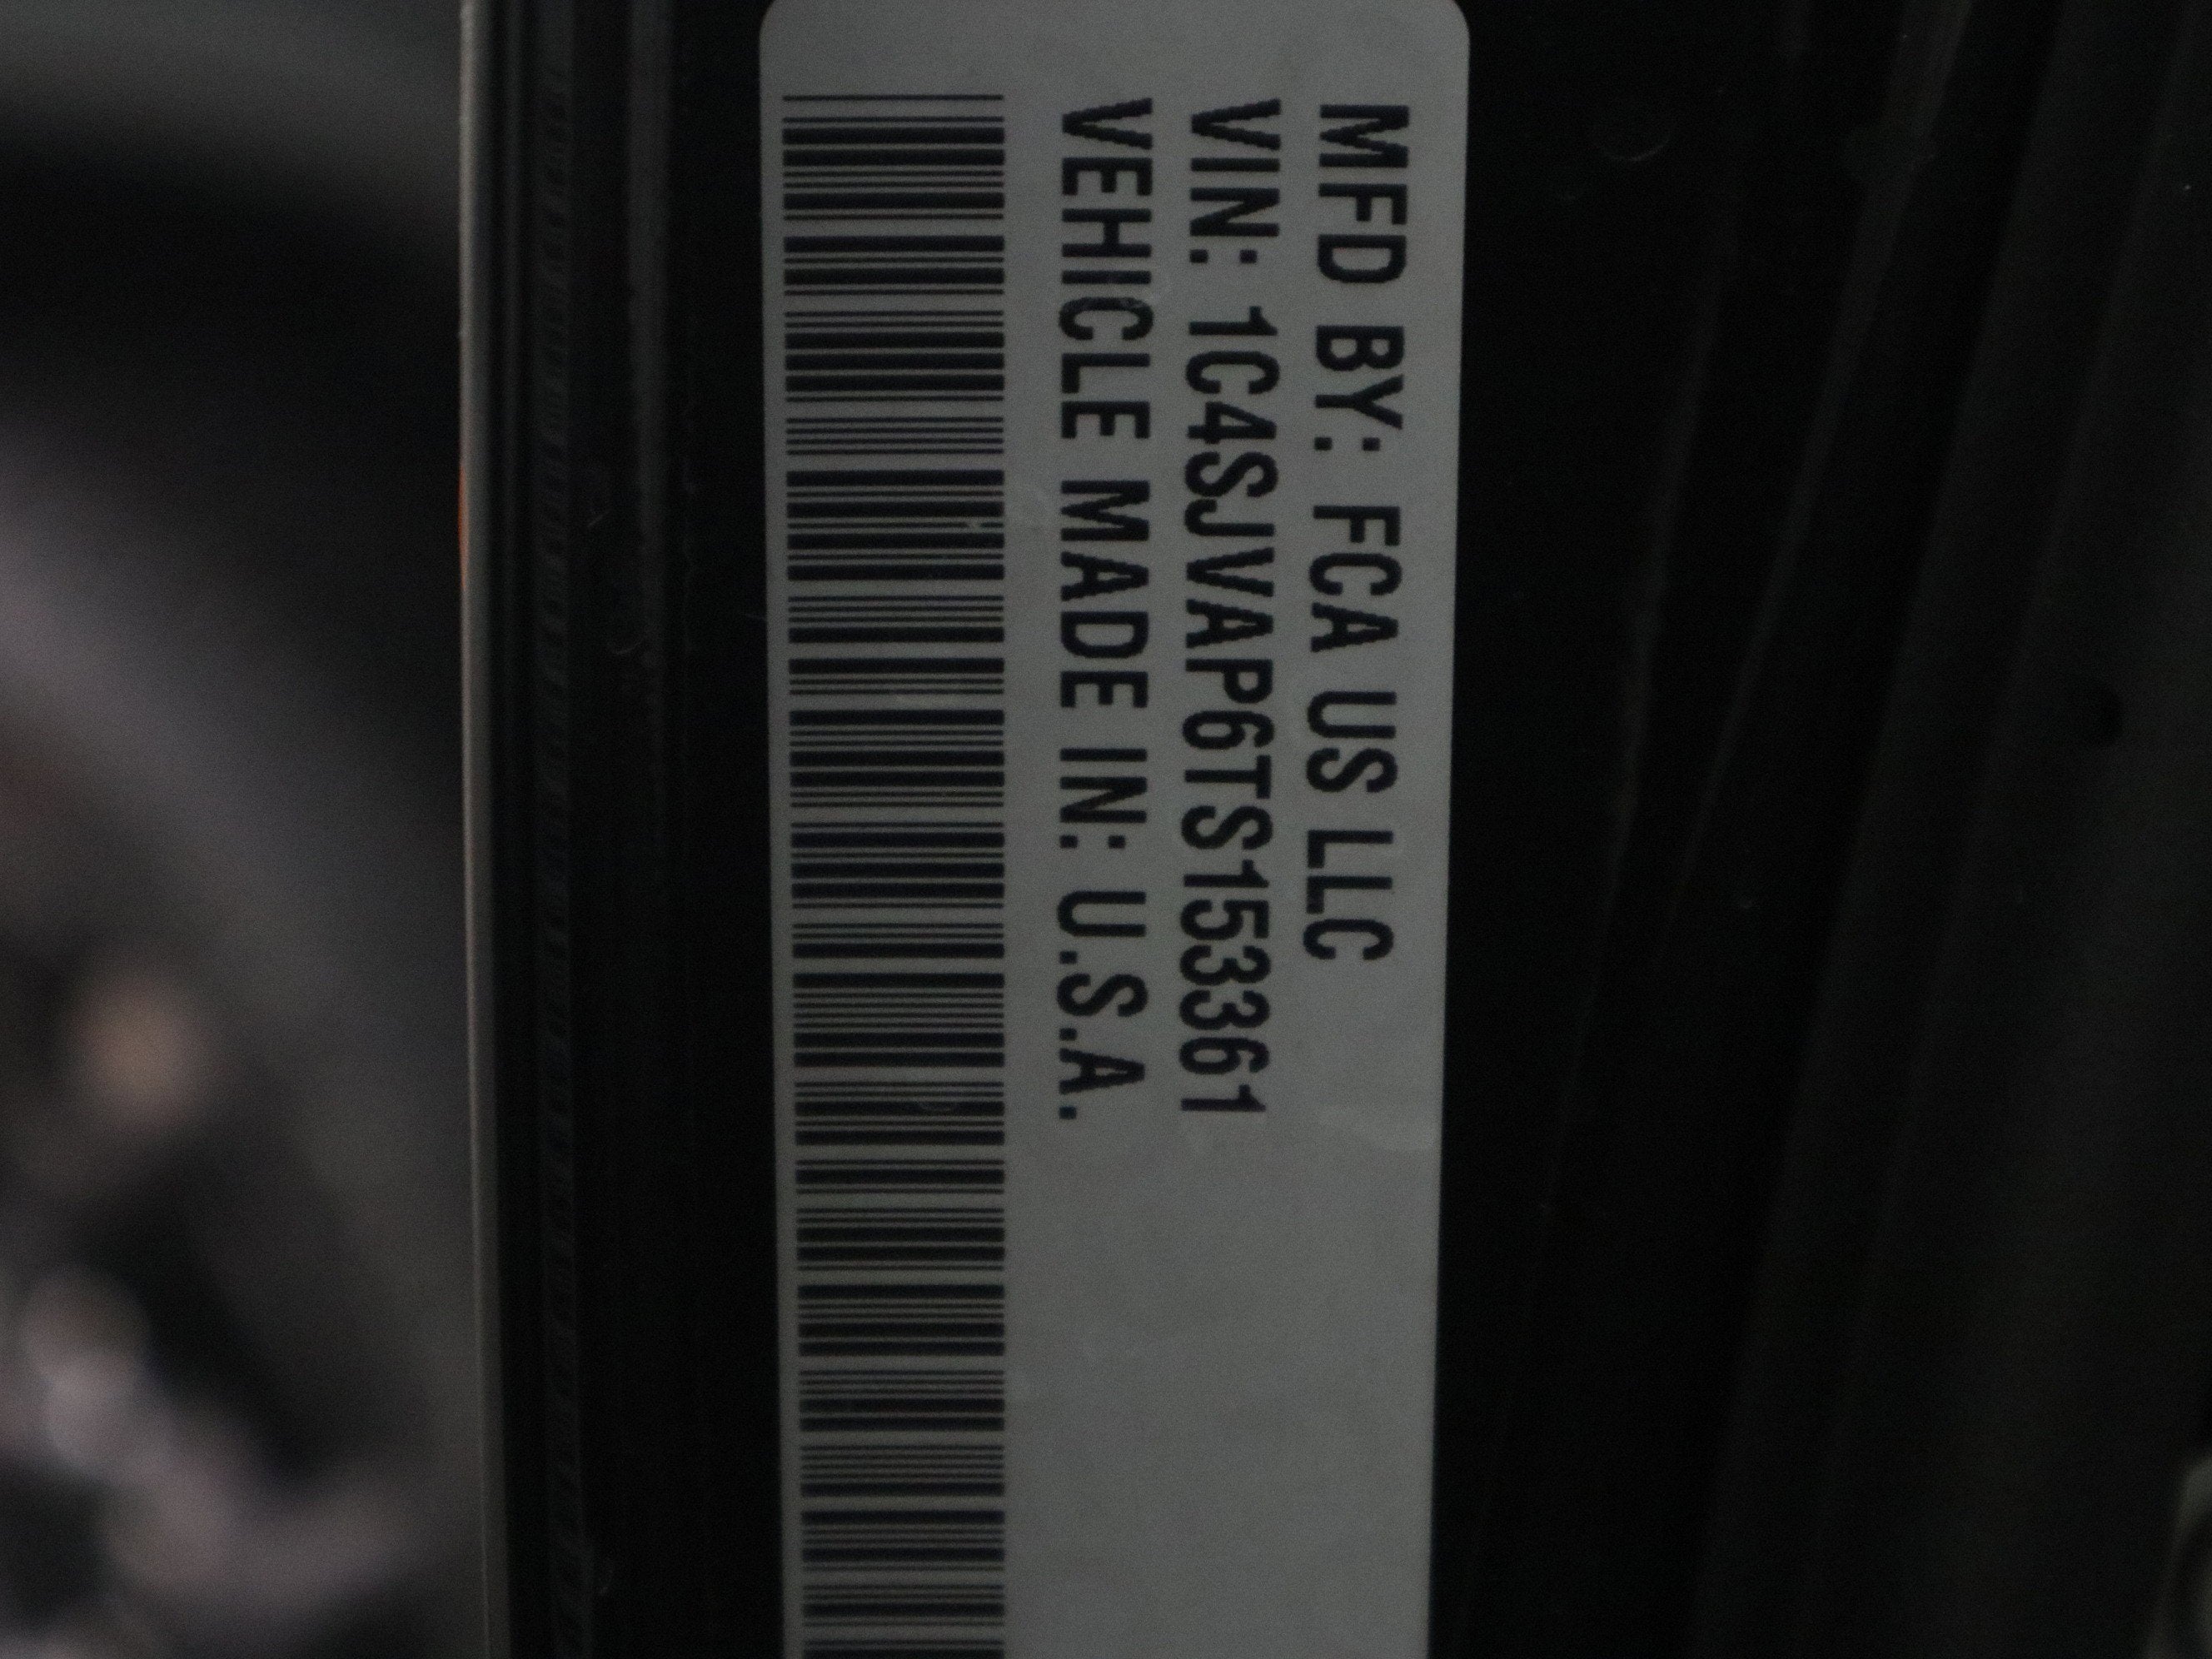 MFD BY: FCA US LLC
VIN: 1C4SJVAP6TS153361
VEHICLE MADE IN: U.S.A.